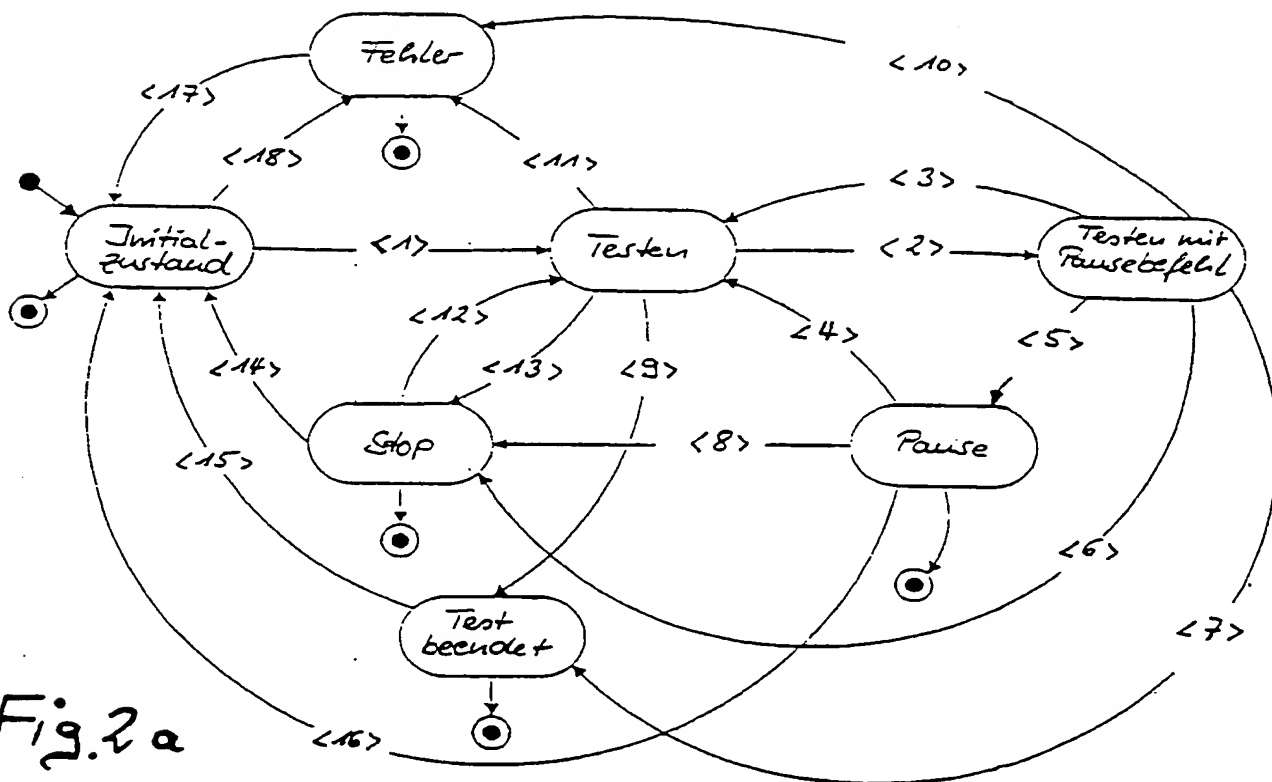 Fehler
<10>
<17>
<18>
<11>
<3>
Initial-
zustand
<1>
Testen
<2>
Testen mit
Pausebefehl
<12>
<4>
<5>
<14>
<13>
<9>
Stop
<8>
Pause
<15>
<6>
Test
beendet
<7>
Fig. 2a
<16>